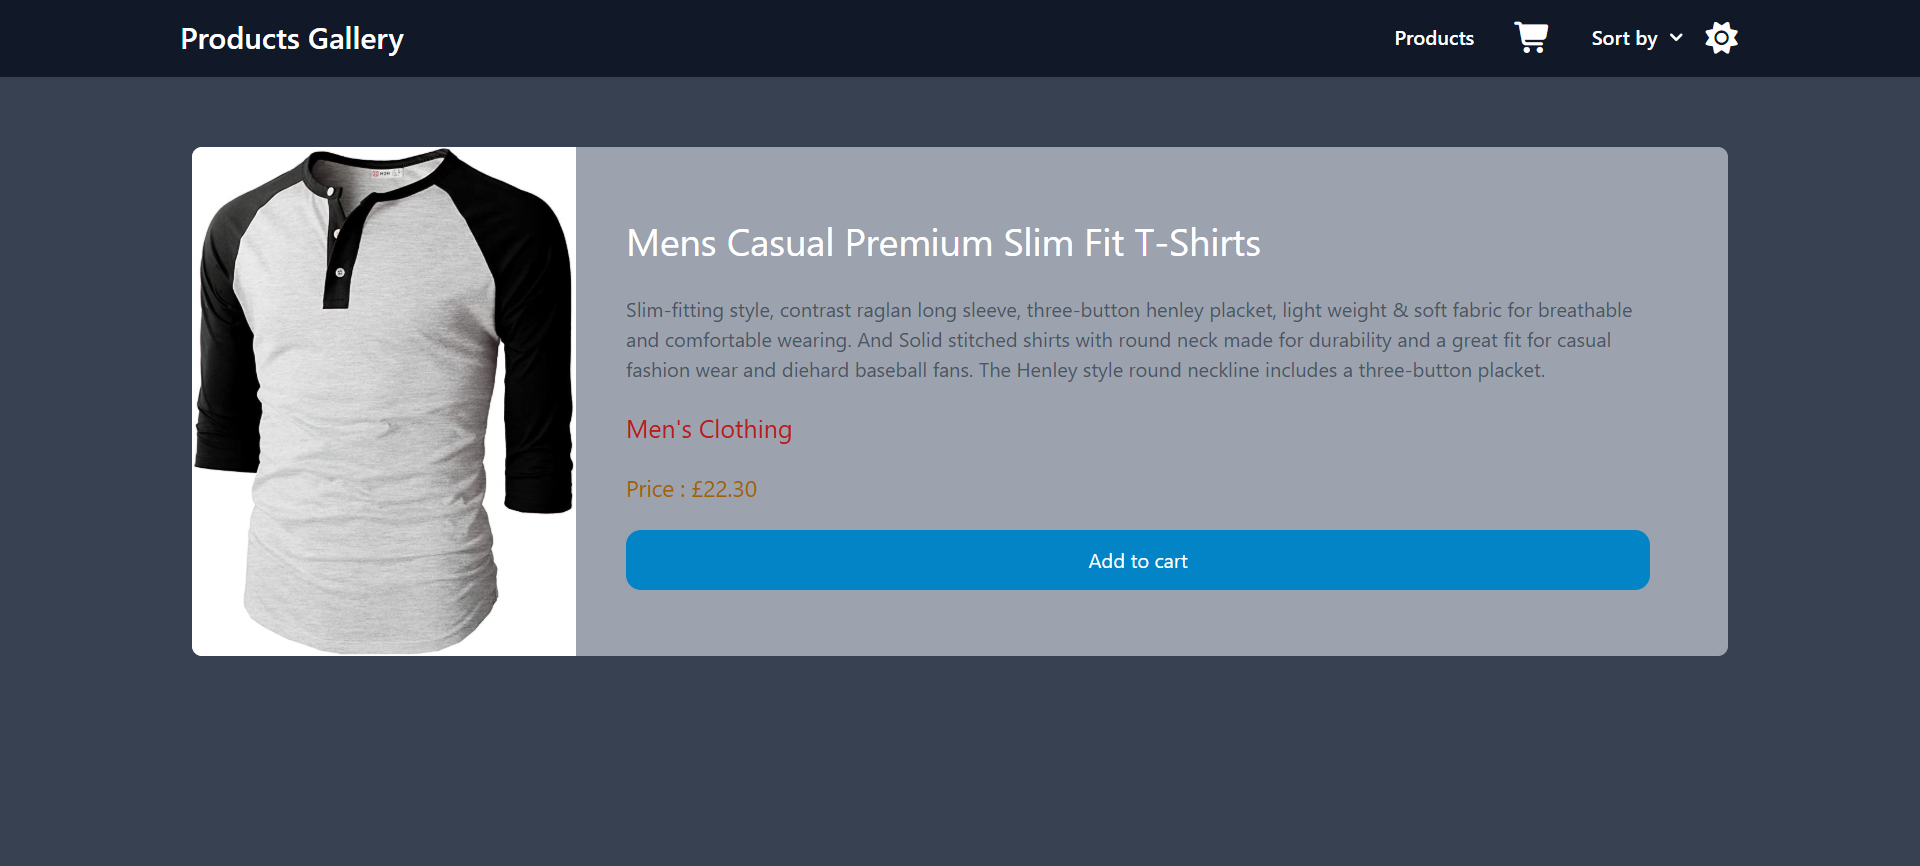 Products Gallery
Products
Sort by
Mens Casual Premium Slim Fit T-Shirts
Slim-fitting style, contrast raglan long sleeve, three-button henley placket, light weight & soft fabric for breathable
and comfortable wearing. And Solid stitched shirts with round neck made for durability and a great fit for casual
fashion wear and diehard baseball fans. The Henley style round neckline includes a three-button placket.
Men's Clothing
Price : £22.30
Add to cart